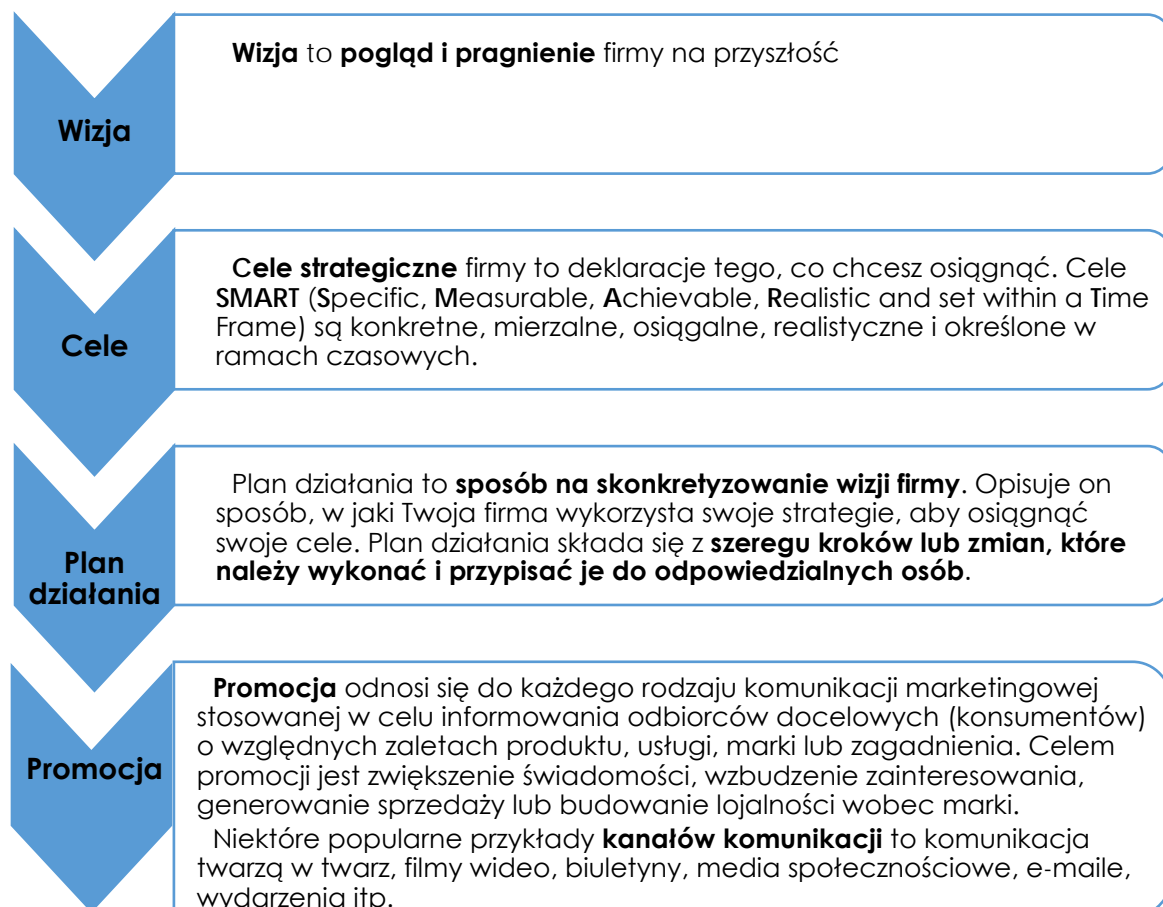 Wizja
Wizja to pogląd i pragnienie firmy na przyszłość
Cele
Cele strategiczne firmy to deklaracje tego, co chcesz osiągnąć. Cele
SMART (Specific, Measurable, Achievable, Realistic and set within a Time
Frame) są konkretne, mierzalne, osiągalne, realistyczne i określone w
ramach czasowych.
Plan
działania
Plan działania to sposób na skonkretyzowanie wizji firmy. Opisuje on
sposób, w jaki Twoja firma wykorzysta swoje strategie, aby osiągnąć
swoje cele. Plan działania składa się z szeregu kroków lub zmian, które
należy wykonać i przypisać je do odpowiedzialnych osób.
Promocja
Promocja odnosi się do każdego rodzaju komunikacji marketingowej
stosowanej w celu informowania odbiorców docelowych (konsumentów)
o względnych zaletach produktu, usługi, marki lub zagadnienia. Celem
promocji jest zwiększenie świadomości, wzbudzenie zainteresowania,
generowanie sprzedaży lub budowanie lojalności wobec marki.
Niektóre popularne przykłady kanałów komunikacji to komunikacja
twarzą w twarz, filmy wideo, biuletyny, media społecznościowe, e-maile,
wydarzenia itp.